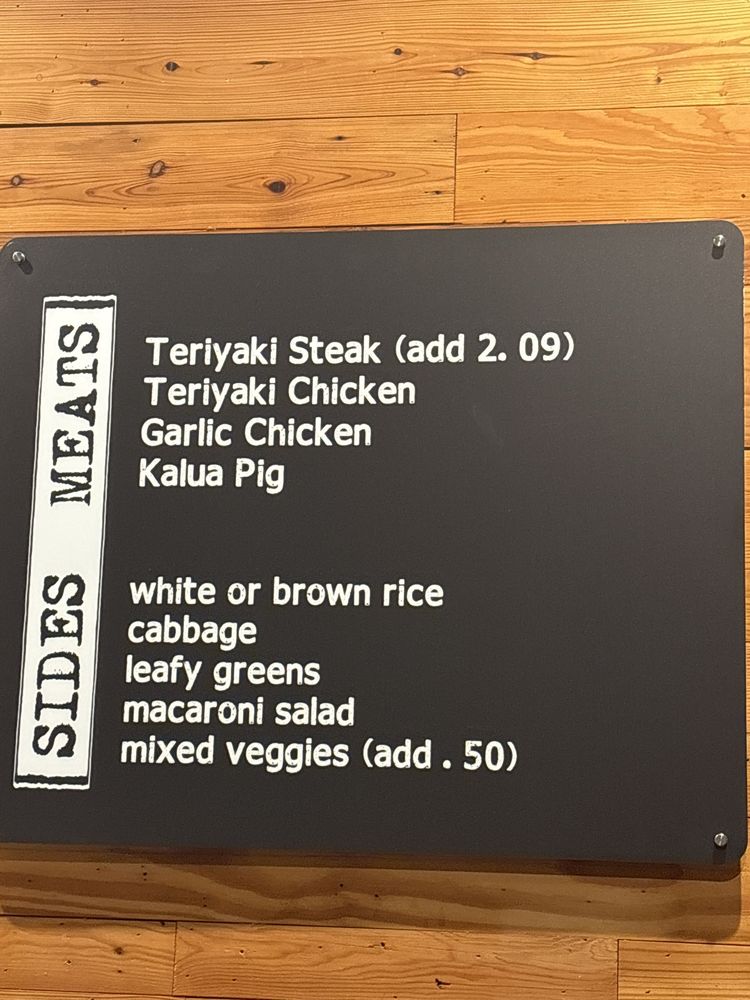 MEATS
Teriyaki Steak (add 2. 09)
Teriyaki Chicken
Garlic Chicken
Kalua Pig
SIDES
white or brown rice
cabbage
leafy greens
macaroni salad
mixed veggies (add . 50)